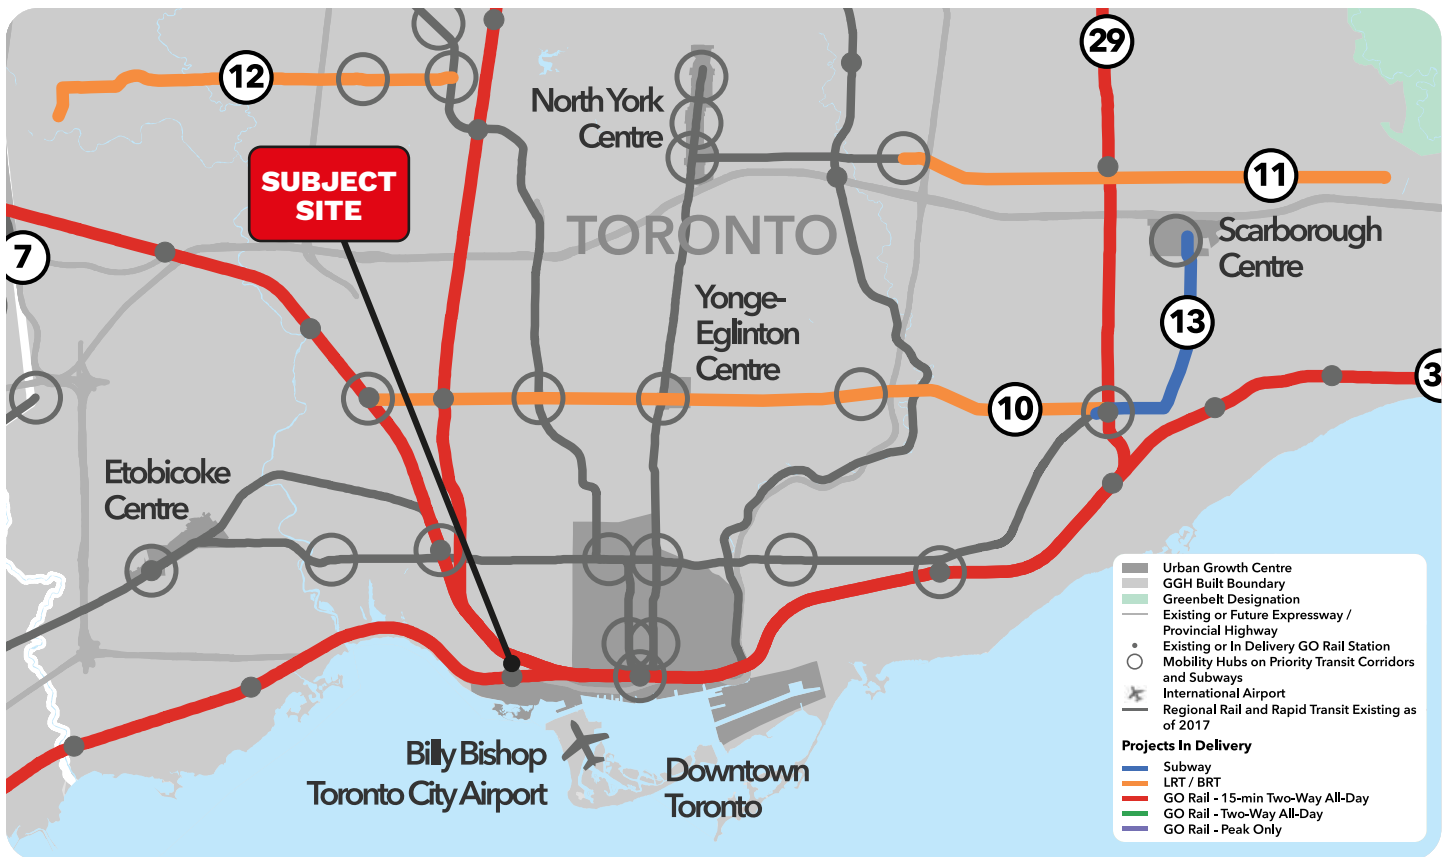 29
12
North York
Centre
SUBJECT
SITE
11
TORONTO
Scarborough
Centre
7
Yonge-
Eglinton
Centre
13
3
10
Etobicoke
Centre
Billy Bishop
Toronto City Airport
Downtown
Toronto
Urban Growth Centre
GGH Built Boundary
Greenbelt Designation
Existing or Future Expressway /
Provincial Highway
Existing or In Delivery GO Rail Station
Mobility Hubs on Priority Transit Corridors
and Subways
International Airport
Regional Rail and Rapid Transit Existing as
of 2017
Projects In Delivery
Subway
LRT / BRT
GO Rail - 15-min Two-Way All-Day
GO Rail - Two-Way All-Day
GO Rail - Peak Only